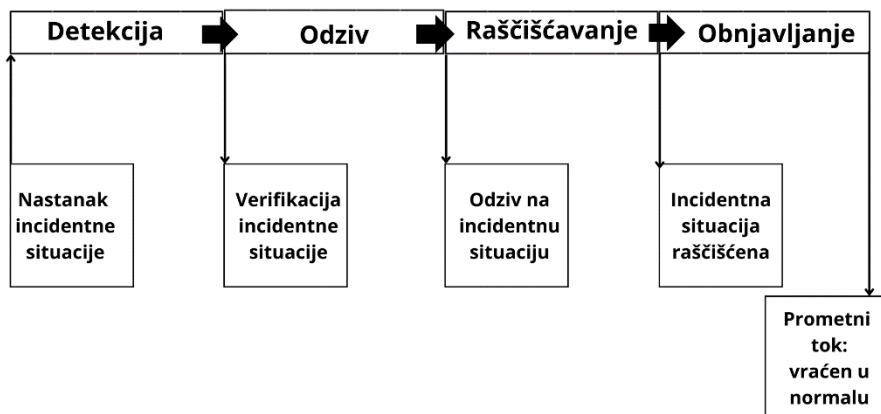 Detekcija
Odziv
Raščišćavanje
Obnjavljanje
Nastanak
incidentne
situacije
Verifikacija
incidentne
situacije
Odziv na
incidentnu
situaciju
Incidentna
situacija
raščišćena
Prometni
tok:
vraćen u
normalu